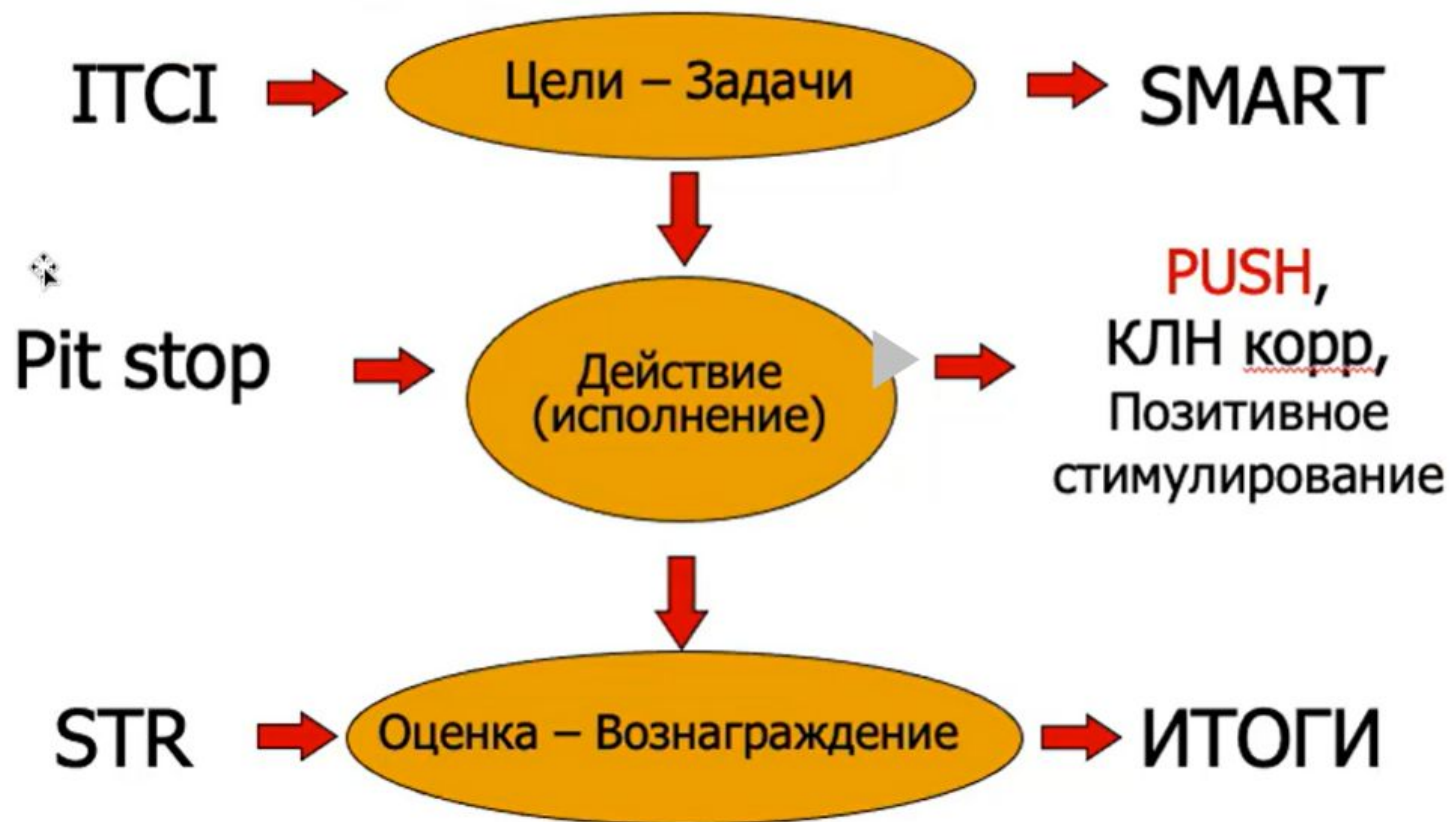 ITCI
Цели – Задачи
SMART
Pit stop
Действие
(исполнение)
PUSH,
КЛН корр,
Позитивное
стимулирование
STR
Оценка – Вознаграждение
ИТОГИ